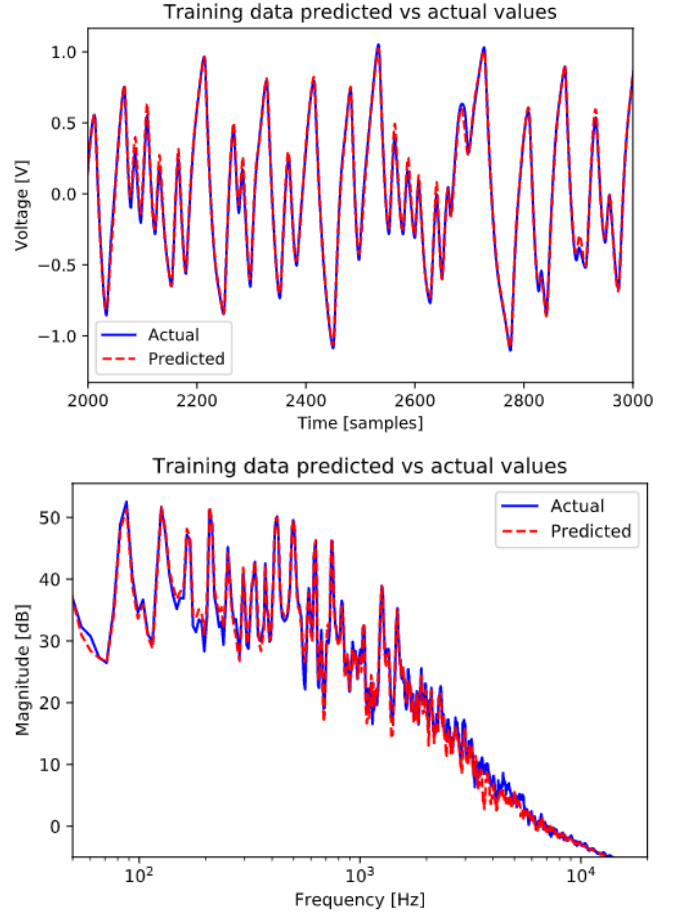 Training data predicted vs actual values
1.0
0.5
0.0
−0.5
−1.0
Voltage [V]
Actual
Predicted
2000 2200 2400 2600 2800 3000
Time [samples]
Training data predicted vs actual values
50
40
30
20
10
0
Magnitude [dB]
Actual
Predicted
10² 10³ 10⁴
Frequency [Hz]